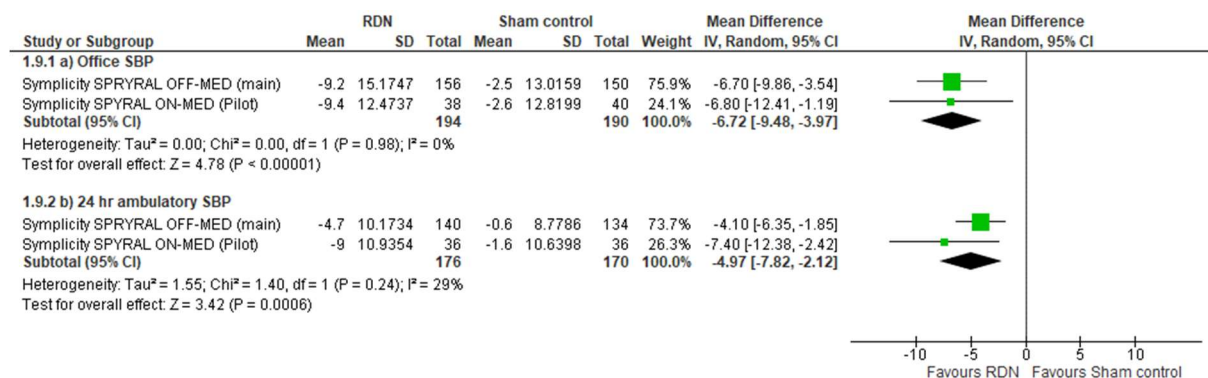 RDN Sham control Mean Difference Mean Difference
Study or Subgroup Mean SD Total Mean SD Total Weight IV, Random, 95% CI IV, Random, 95% CI
1.9.1 a) Office SBP
Symplicity SPRYRAL OFF-MED (main) -9.2 15.1747 156 -2.5 13.0159 150 75.9% -6.70 [-9.86, -3.54]
Symplicity SPYRAL ON-MED (Pilot) -9.4 12.4737 38 -2.6 12.8199 40 24.1% -6.80 [-12.41, -1.19]
Subtotal (95% CI) 194 190 100.0% -6.72 [-9.48, -3.97]
Heterogeneity: Tau² = 0.00; Chi² = 0.00, df = 1 (P = 0.98); I² = 0%
Test for overall effect: Z = 4.78 (P < 0.00001)
1.9.2 b) 24 hr ambulatory SBP
Symplicity SPRYRAL OFF-MED (main) -4.7 10.1734 140 -0.6 8.7786 134 73.7% -4.10 [-6.35, -1.85]
Symplicity SPYRAL ON-MED (Pilot) -9 10.9354 36 -1.6 10.6398 36 26.3% -7.40 [-12.38, -2.42]
Subtotal (95% CI) 176 170 100.0% -4.97 [-7.82, -2.12]
Heterogeneity: Tau² = 1.55; Chi² = 1.40, df = 1 (P = 0.24); I² = 29%
Test for overall effect: Z = 3.42 (P = 0.0006)
-10 -5 0 5 10
Favours RDN Favours Sham control